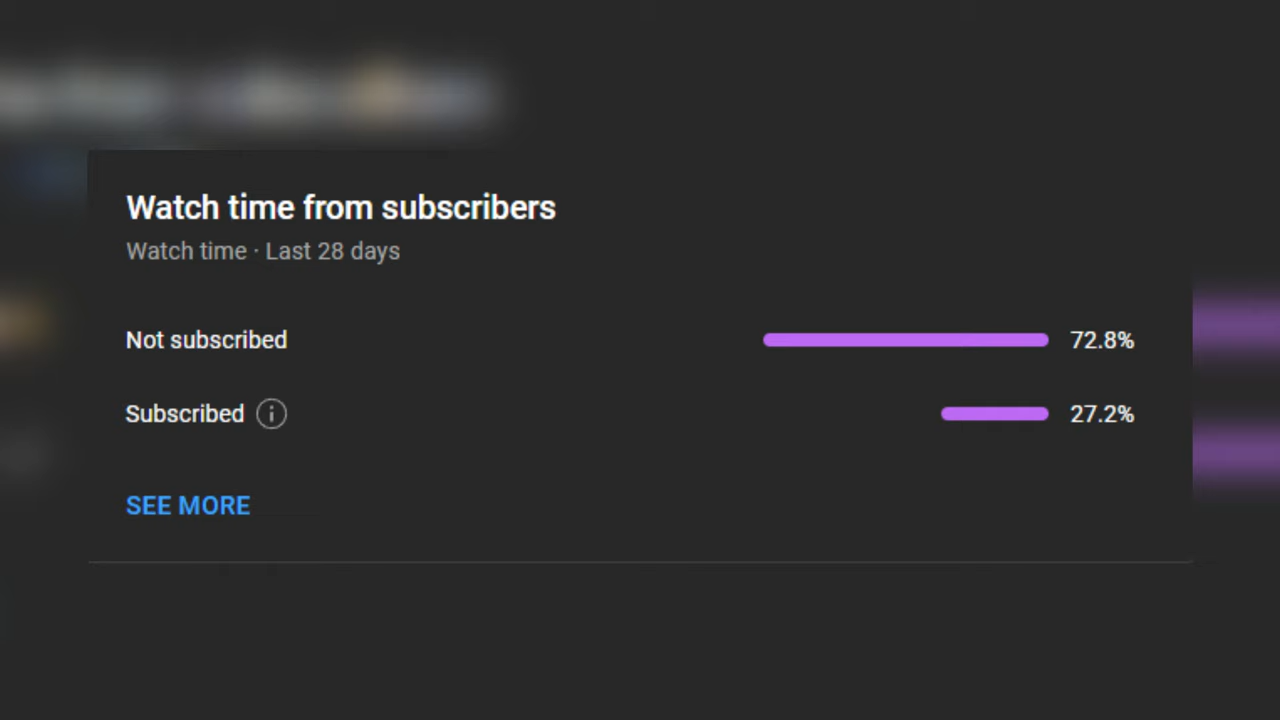 Watch time from subscribers
Watch time · Last 28 days
Not subscribed 72.8%
Subscribed 27.2%
SEE MORE